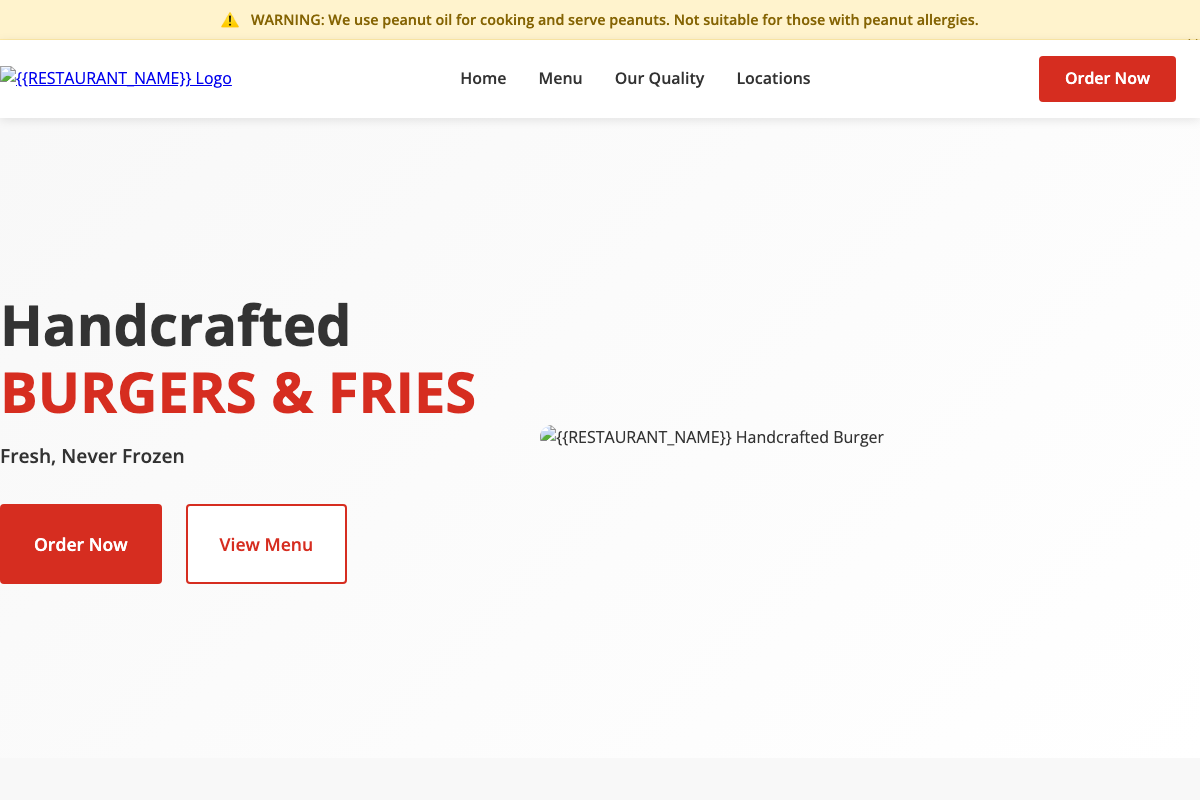 WARNING: We use peanut oil for cooking and serve peanuts. Not suitable for those with peanut allergies.
{{RESTAURANT_NAME}} Logo
Home
Menu
Our Quality
Locations
Order Now
Handcrafted
BURGERS & FRIES
Fresh, Never Frozen
{{RESTAURANT_NAME}} Handcrafted Burger
Order Now
View Menu